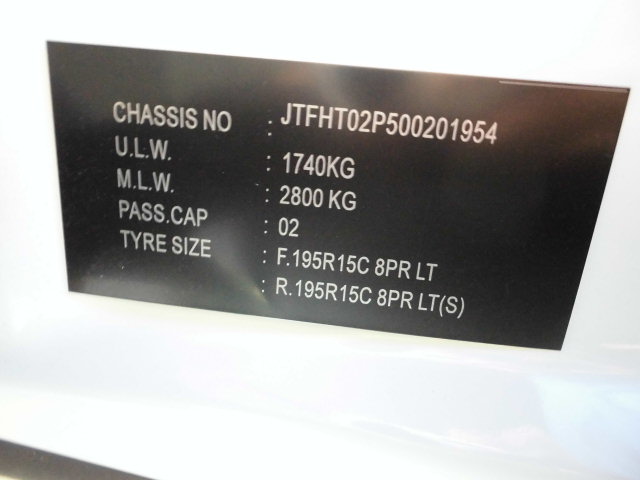 CHASSIS NO : JTFHT02P500201954
U.L.W. : 1740KG
M.L.W. : 2800 KG
PASS.CAP : 02
TYRE SIZE : F.195R15C 8PR LT
: R.195R15C 8PR LT(S)